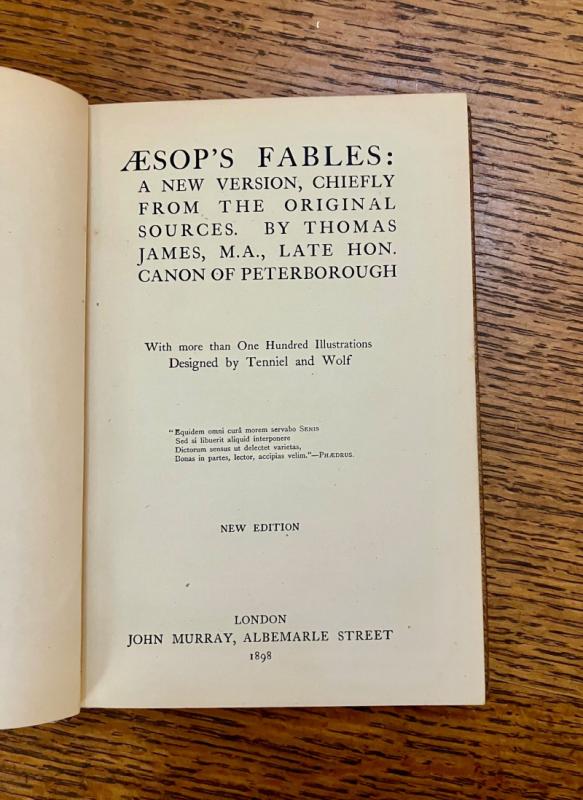 ÆSOP'S FABLES:
A NEW VERSION, CHIEFLY
FROM THE ORIGINAL
SOURCES. BY THOMAS
JAMES, M.A., LATE HON.
CANON OF PETERBOROUGH
With more than One Hundred Illustrations
Designed by Tenniel and Wolf
"Equidem omni curâ morem servabo SENIS
Sed si libuerit aliquid interponere
Dictorum sensus ut delectet varietas,
Bonas in partes, lector, accipias velim."—PHÆDRUS.
NEW EDITION
LONDON
JOHN MURRAY, ALBEMARLE STREET
1898